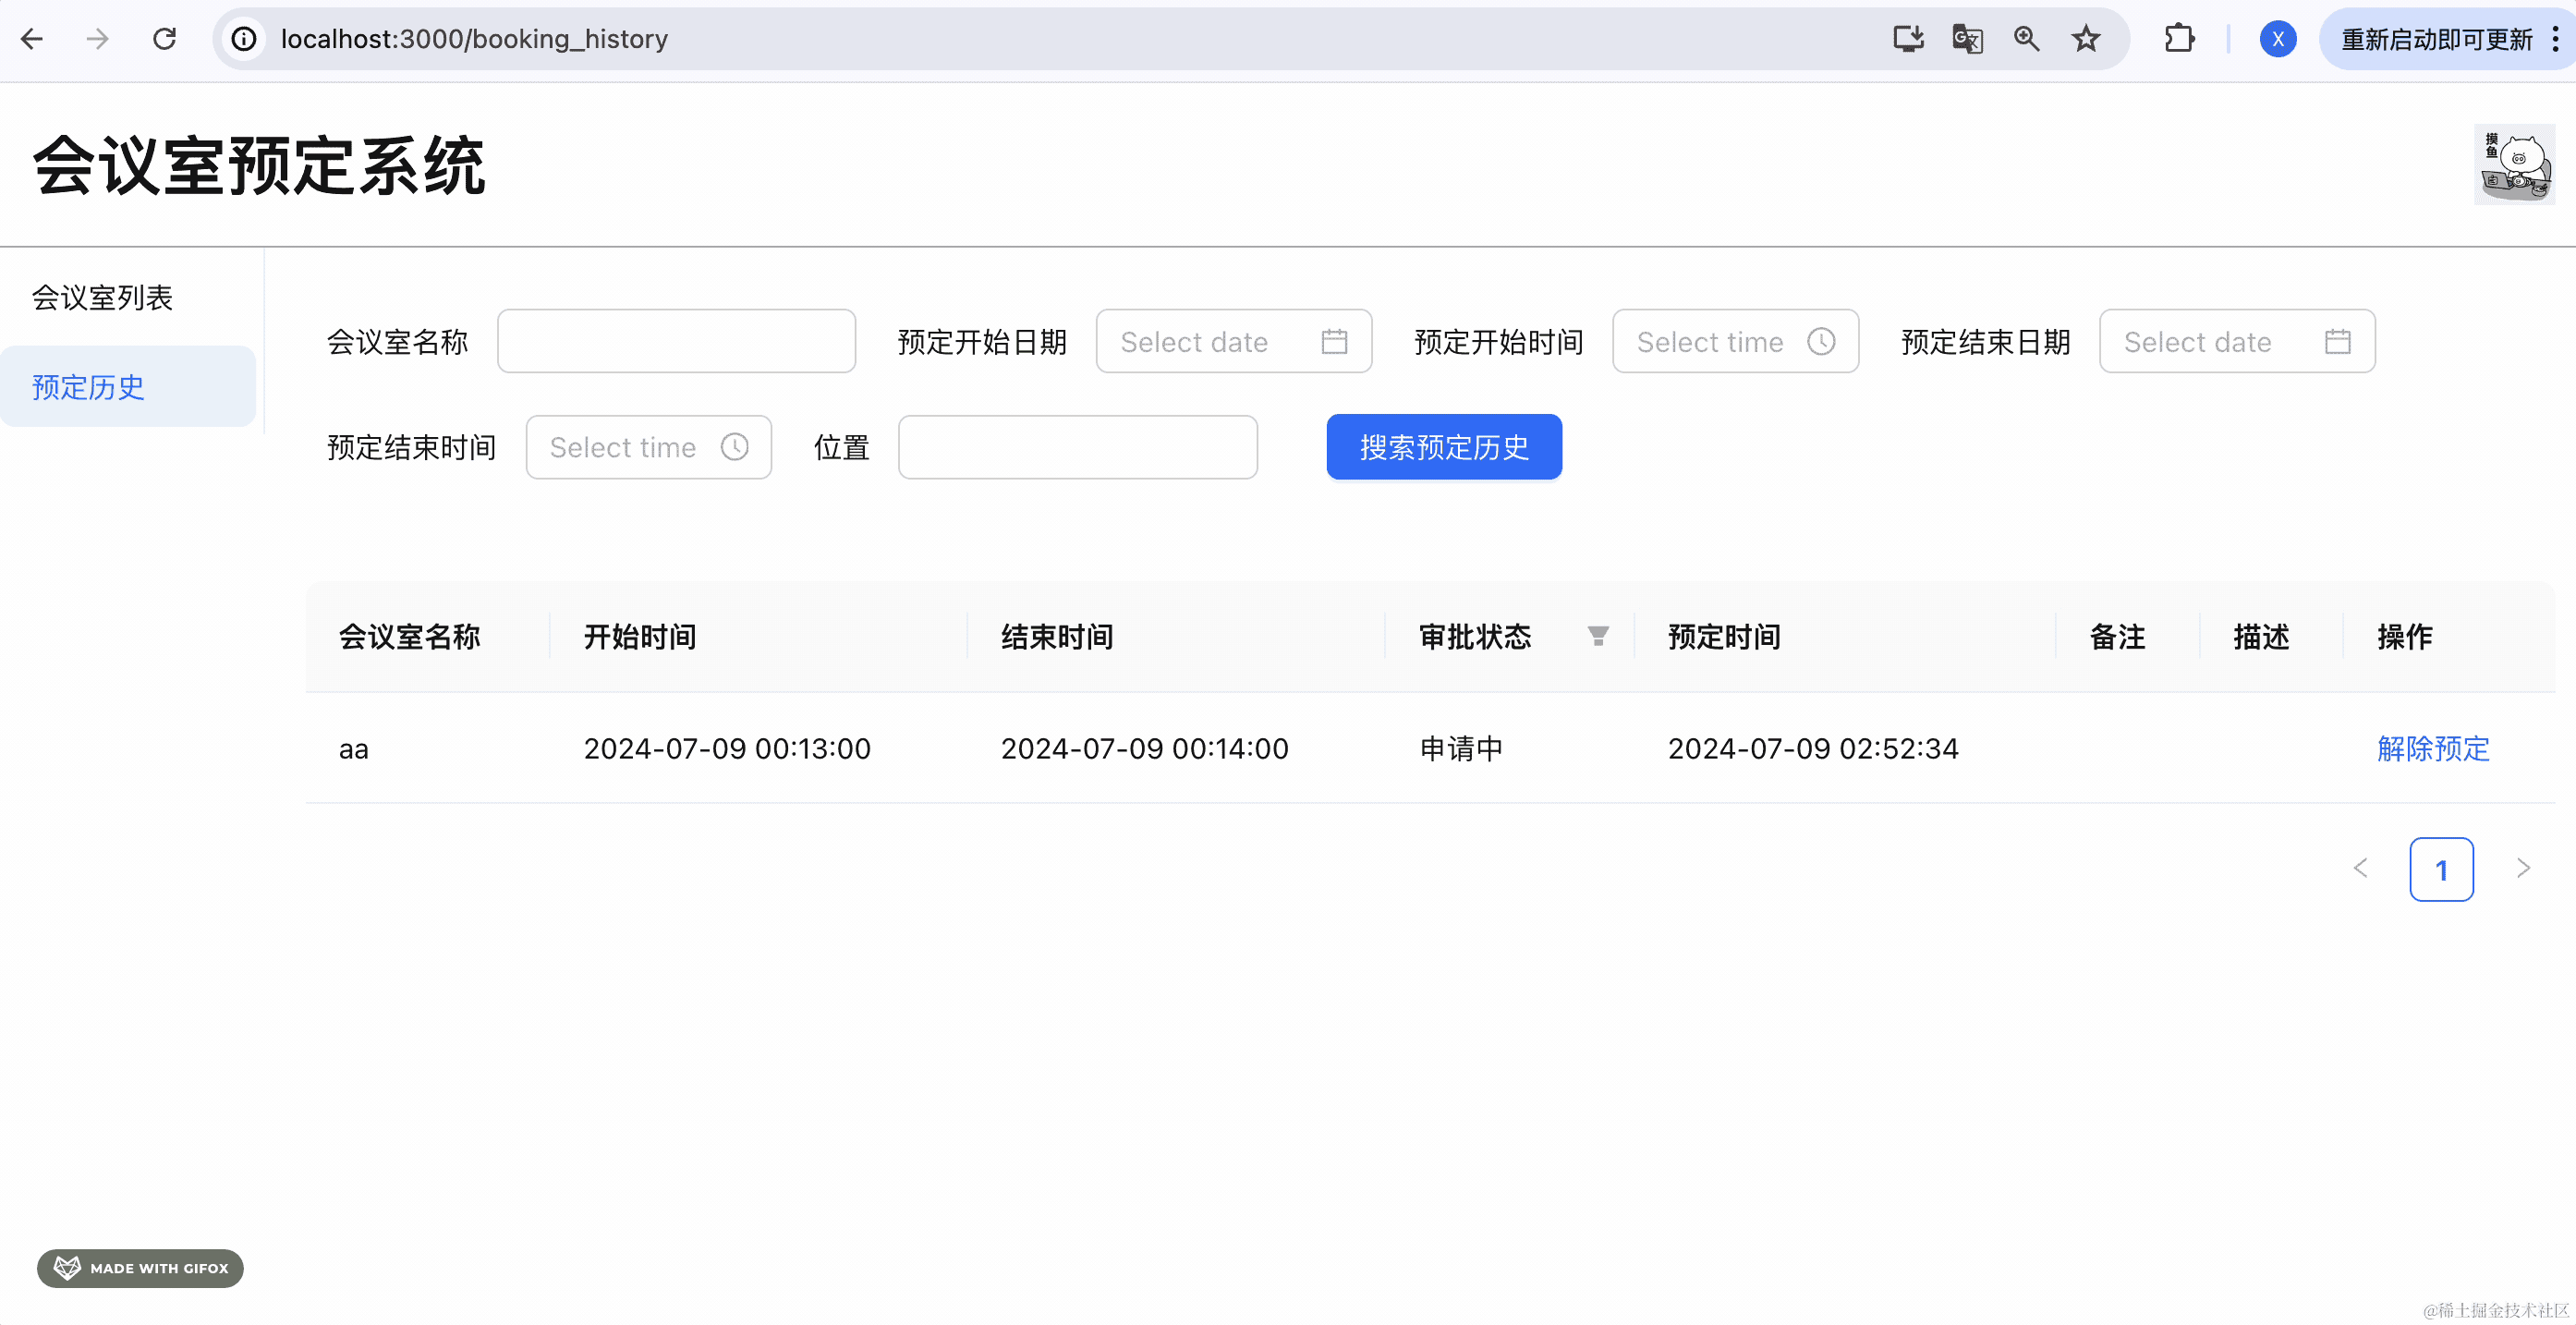 localhost:3000/booking_history
X
重新启动即可更新
会议室预定系统
摸鱼
会议室列表
预定历史
会议室名称
预定开始日期 Select date
预定开始时间 Select time
预定结束日期 Select date
预定结束时间 Select time
位置
搜索预定历史
会议室名称 开始时间 结束时间 审批状态 预定时间 备注 描述 操作
aa 2024-07-09 00:13:00 2024-07-09 00:14:00 申请中 2024-07-09 02:52:34 解除预定
< 1 >
MADE WITH GIFOX
@稀土掘金技术社区